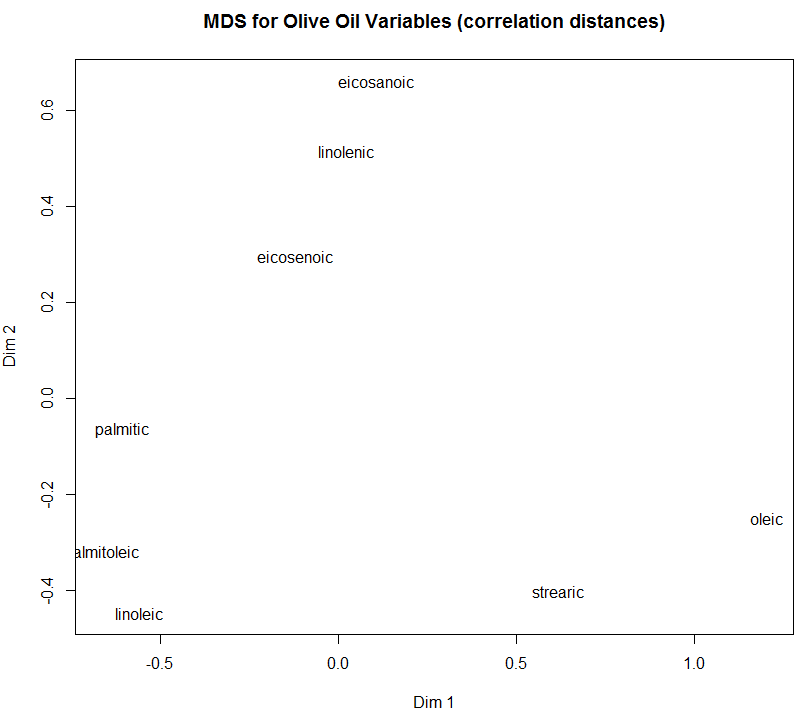 MDS for Olive Oil Variables (correlation distances)
eicosanoic
linolenic
eicosenoic
palmitic
oleic
almitoleic
strearic
linoleic
0.6
0.4
0.2
0.0
-0.2
-0.4
Dim 2
-0.5
0.0
0.5
1.0
Dim 1